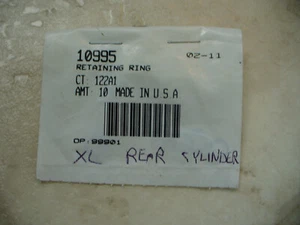 10995 02-11
RETAINING RING
CT: 122A1
AMT: 10 MADE IN U.S.A
OP:99901
XL REAR CYLINDER